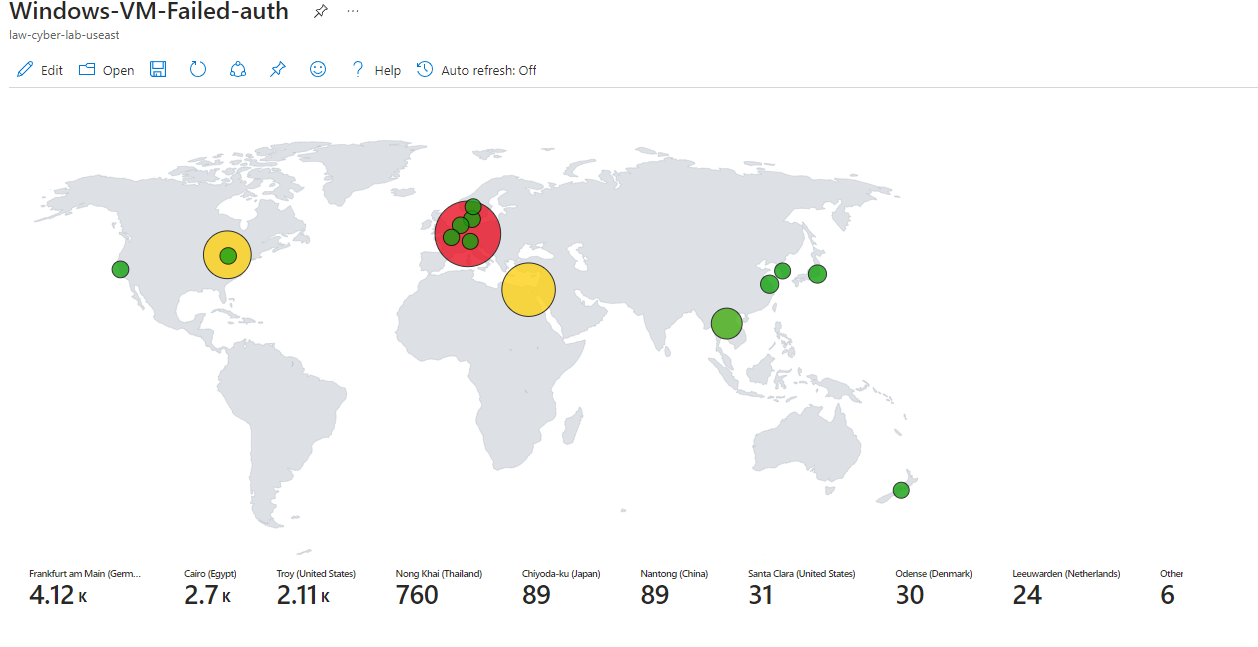 Windows-VM-Failed-auth
law-cyber-lab-useast
Edit Open Help Auto refresh: Off
Frankfurt am Main (Germ... Cairo (Egypt) Troy (United States) Nong Khai (Thailand) Chiyoda-ku (Japan) Nantong (China) Santa Clara (United States) Odense (Denmark) Leeuwarden (Netherlands) Other
4.12 K 2.7 K 2.11 K 760 89 89 31 30 24 6